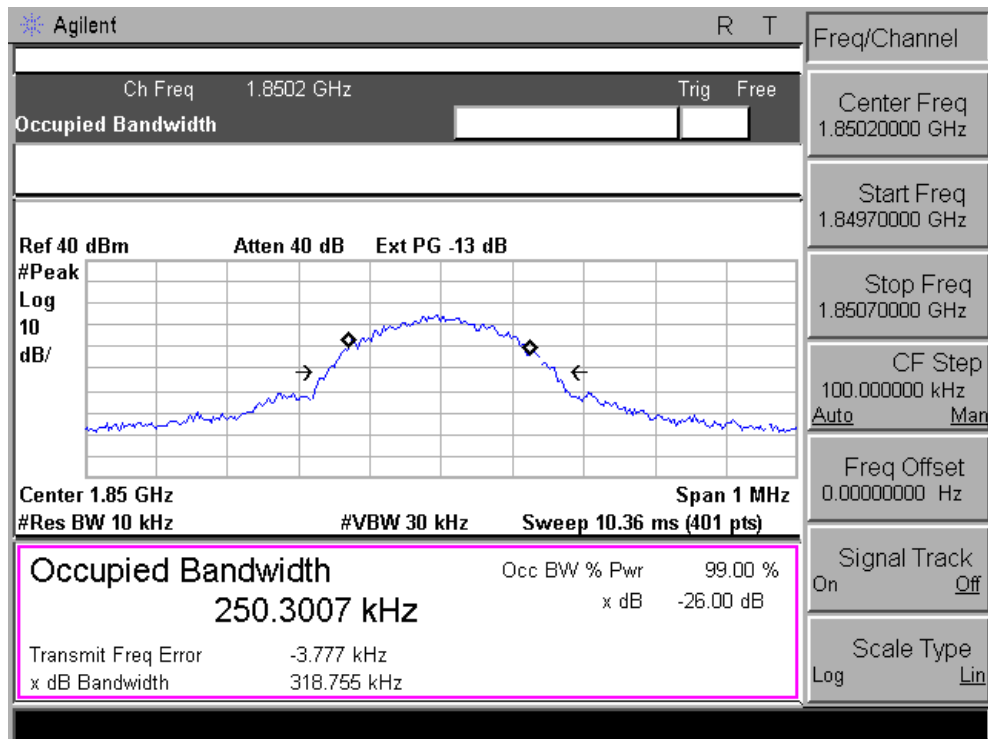 Agilent R T
Ch Freq 1.8502 GHz Trig Free
Occupied Bandwidth
Ref 40 dBm Atten 40 dB Ext PG -13 dB
#Peak
Log
10
dB/
Center 1.85 GHz Span 1 MHz
#Res BW 10 kHz #VBW 30 kHz Sweep 10.36 ms (401 pts)
Occupied Bandwidth
250.3007 kHz
Occ BW % Pwr 99.00 %
x dB -26.00 dB
Transmit Freq Error -3.777 kHz
x dB Bandwidth 318.755 kHz
Freq/Channel
Center Freq
1.85020000 GHz
Start Freq
1.84970000 GHz
Stop Freq
1.85070000 GHz
CF Step
100.000000 kHz
Auto Man
Freq Offset
0.00000000 Hz
Signal Track
On Off
Scale Type
Log Lin